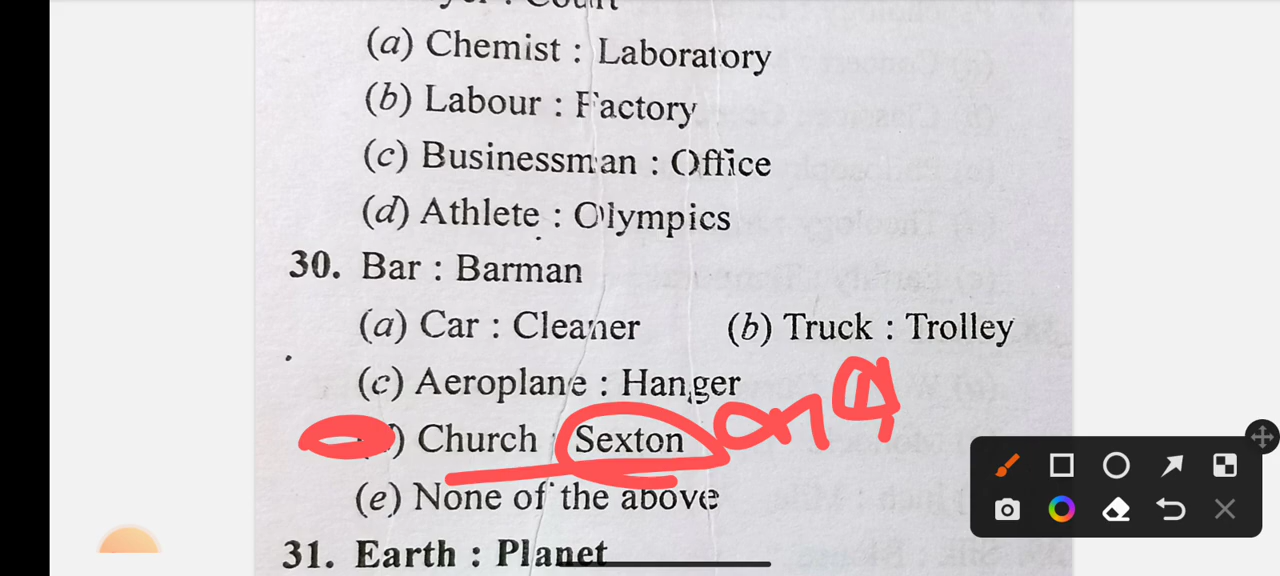 (a) Chemist : Laboratory
(b) Labour : Factory
(c) Businessman : Office
(d) Athlete : Olympics
30. Bar : Barman
(a) Car : Cleaner (b) Truck : Trolley
(c) Aeroplane : Hanger
) Church : Sexton
(e) None of the above
31. Earth : Planet